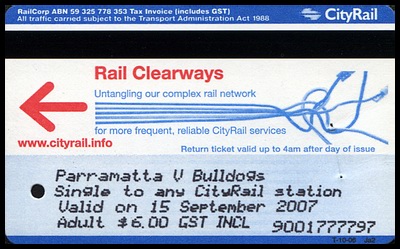 RailCorp ABN 59 325 778 353 Tax Invoice (includes GST)
All traffic carried subject to the Transport Administration Act 1988
CityRail
Rail Clearways
Untangling our complex rail network
for more frequent, reliable CityRail services
www.cityrail.info
Return ticket valid up to 4am after day of issue
Parramatta V Bulldogs
Single to any CityRail station
Valid on 15 September 2007
Adult $6.00 GST INCL
9001777797
T-10-06